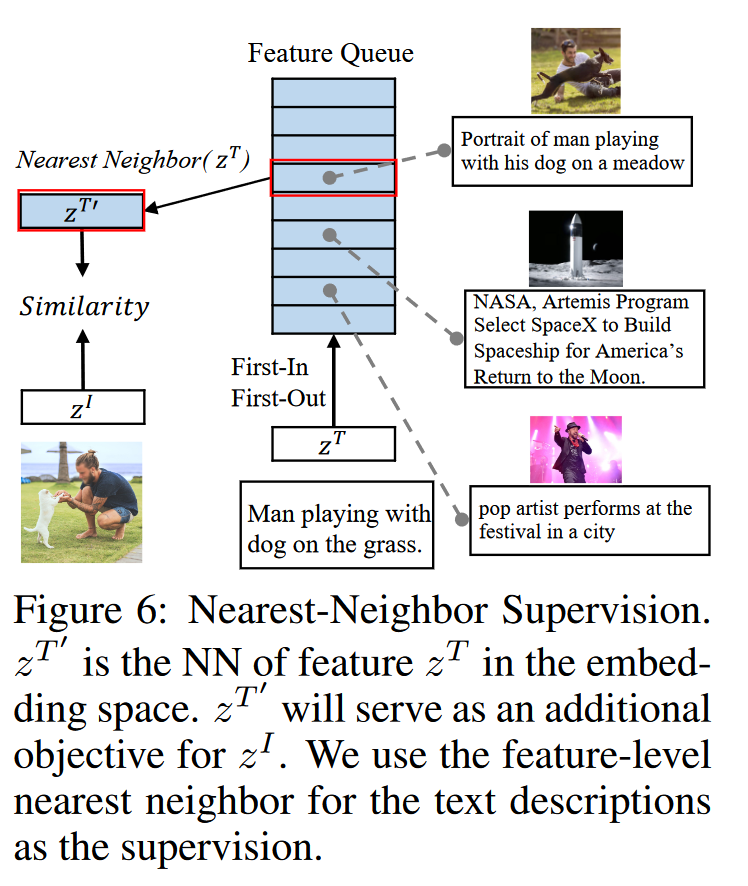 Feature Queue
Portrait of man playing
with his dog on a meadow
Nearest Neighbor( z^T)
z^T′
Similarity
NASA, Artemis Program
Select SpaceX to Build
Spaceship for America's
Return to the Moon.
First-In
First-Out
z^I
z^T
Man playing with
dog on the grass.
pop artist performs at the
festival in a city
Figure 6: Nearest-Neighbor Supervision.
z^T′ is the NN of feature z^T in the embed-
ding space. z^T′ will serve as an additional
objective for z^I. We use the feature-level
nearest neighbor for the text descriptions
as the supervision.